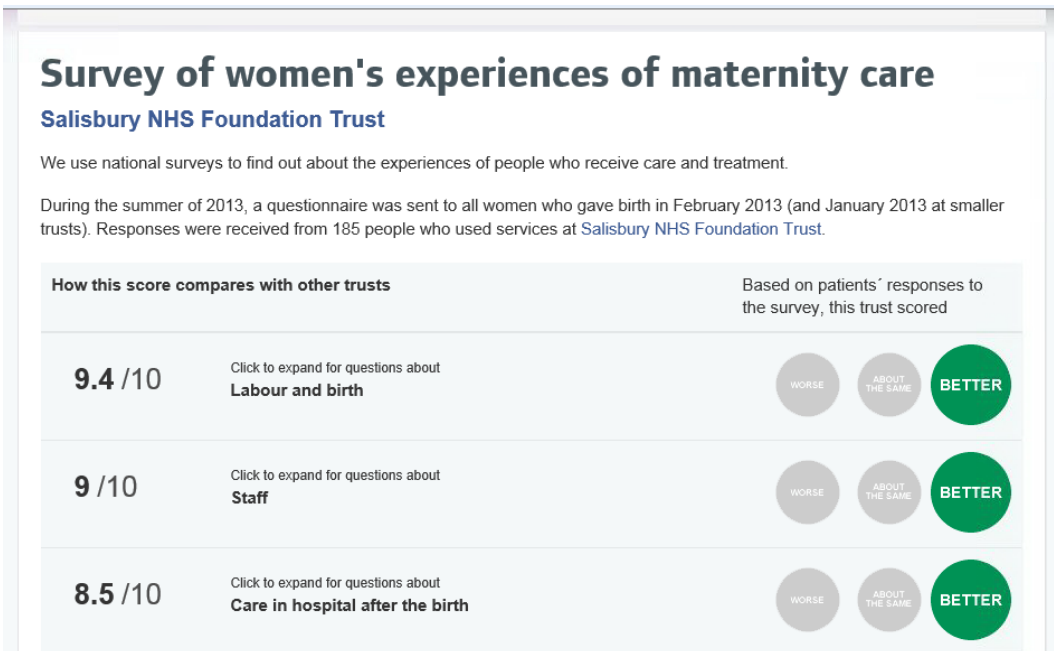 Survey of women's experiences of maternity care
Salisbury NHS Foundation Trust
We use national surveys to find out about the experiences of people who receive care and treatment.
During the summer of 2013, a questionnaire was sent to all women who gave birth in February 2013 (and January 2013 at smaller
trusts). Responses were received from 185 people who used services at Salisbury NHS Foundation Trust.
How this score compares with other trusts
Based on patients´ responses to
the survey, this trust scored
9.4 /10
Click to expand for questions about
Labour and birth
WORSE
ABOUT
THE SAME
BETTER
9 /10
Click to expand for questions about
Staff
WORSE
ABOUT
THE SAME
BETTER
8.5 /10
Click to expand for questions about
Care in hospital after the birth
WORSE
ABOUT
THE SAME
BETTER